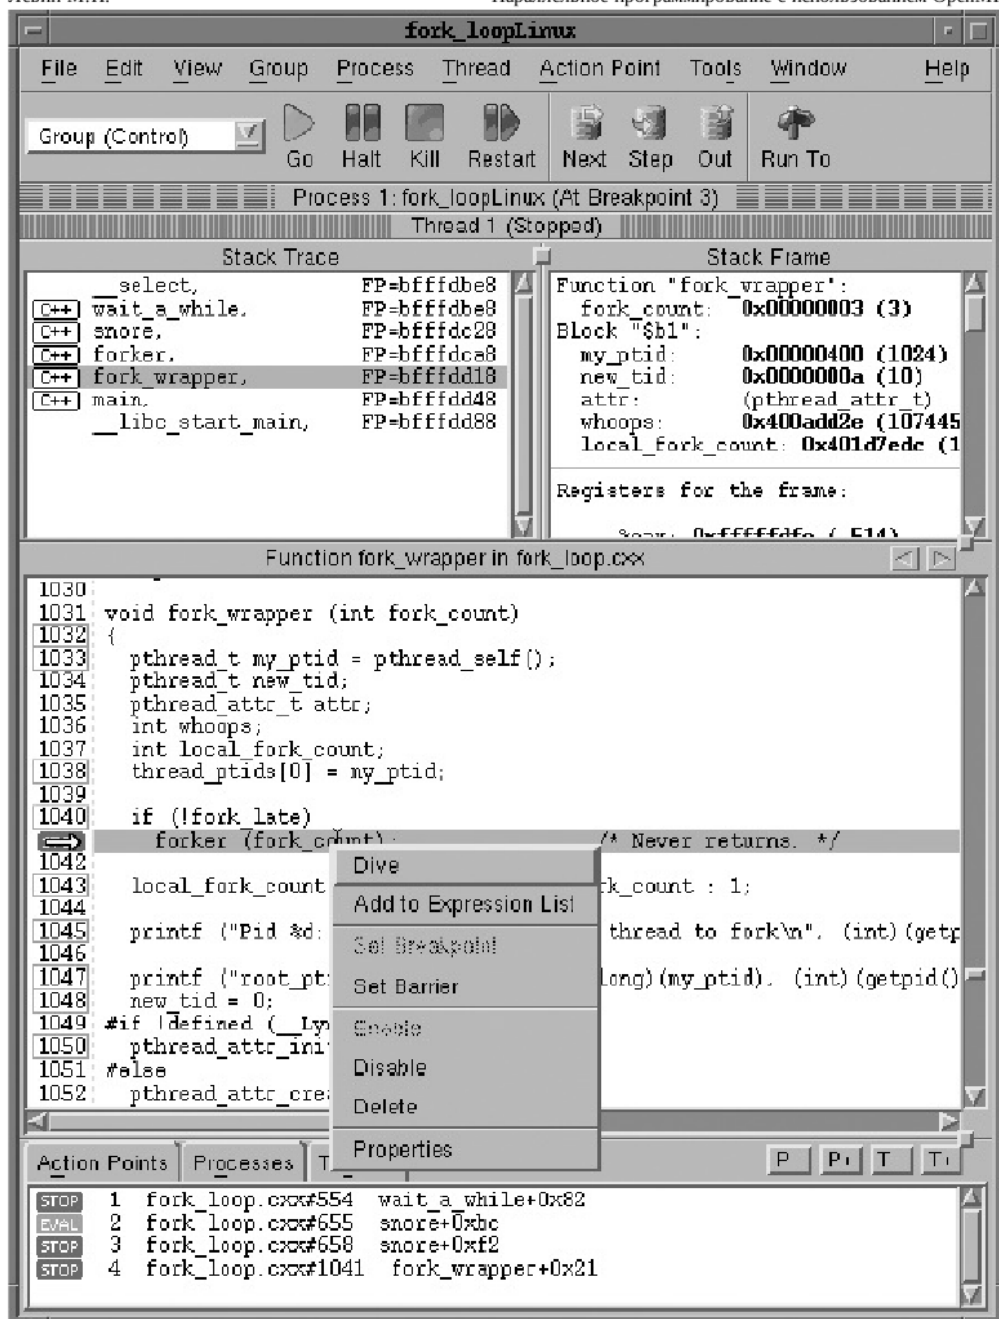 Параллельное программирование с использованием OpenM
fork_loopLinux
File Edit View Group Process Thread Action Point Tools Window Help
Group (Control)
Go Halt Kill Restart Next Step Out Run To
Process 1: fork_loopLinux (At Breakpoint 3)
Thread 1 (Stopped)
Stack Trace
__select, FP=bfffdbe8
C++ wait_a_while, FP=bfffdbe8
C++ snore, FP=bfffdc28
C++ forker, FP=bfffdca8
C++ fork_wrapper, FP=bfffdd18
C++ main, FP=bfffdd48
__libc_start_main, FP=bfffdd88
Stack Frame
Function "fork_wrapper":
fork_count: 0x00000003 (3)
Block "$b1":
my_ptid: 0x00000400 (1024)
new_tid: 0x0000000a (10)
attr: (pthread_attr_t)
whoops: 0x400add2e (107445
local_fork_count: 0x401d7edc (1
Registers for the frame:
Function fork_wrapper in fork_loop.cxx
1030
1031 void fork_wrapper (int fork_count)
1032 {
1033 pthread_t my_ptid = pthread_self();
1034 pthread_t new_tid;
1035 pthread_attr_t attr;
1036 int whoops;
1037 int local_fork_count;
1038 thread_ptids[0] = my_ptid;
1039
1040 if (!fork_late)
forker (fork_count); /* Never returns. */
1042
1043 local_fork_count rk_count : 1;
1044
1045 printf ("Pid %d: thread to fork\n", (int)(getp
1046
1047 printf ("root_pt long)(my_ptid), (int)(getpid()
1048 new_tid = 0;
1049 #if !defined (__Ly
1050 pthread_attr_ini
1051 #else
1052 pthread_attr_cre
Dive
Add to Expression List
Set Breakpoint
Set Barrier
Enable
Disable
Delete
Properties
Action Points Processes T P P+ T T+
STOP 1 fork_loop.cxx#554 wait_a_while+0x82
EVAL 2 fork_loop.cxx#655 snore+0xbc
STOP 3 fork_loop.cxx#658 snore+0xf2
STOP 4 fork_loop.cxx#1041 fork_wrapper+0x21